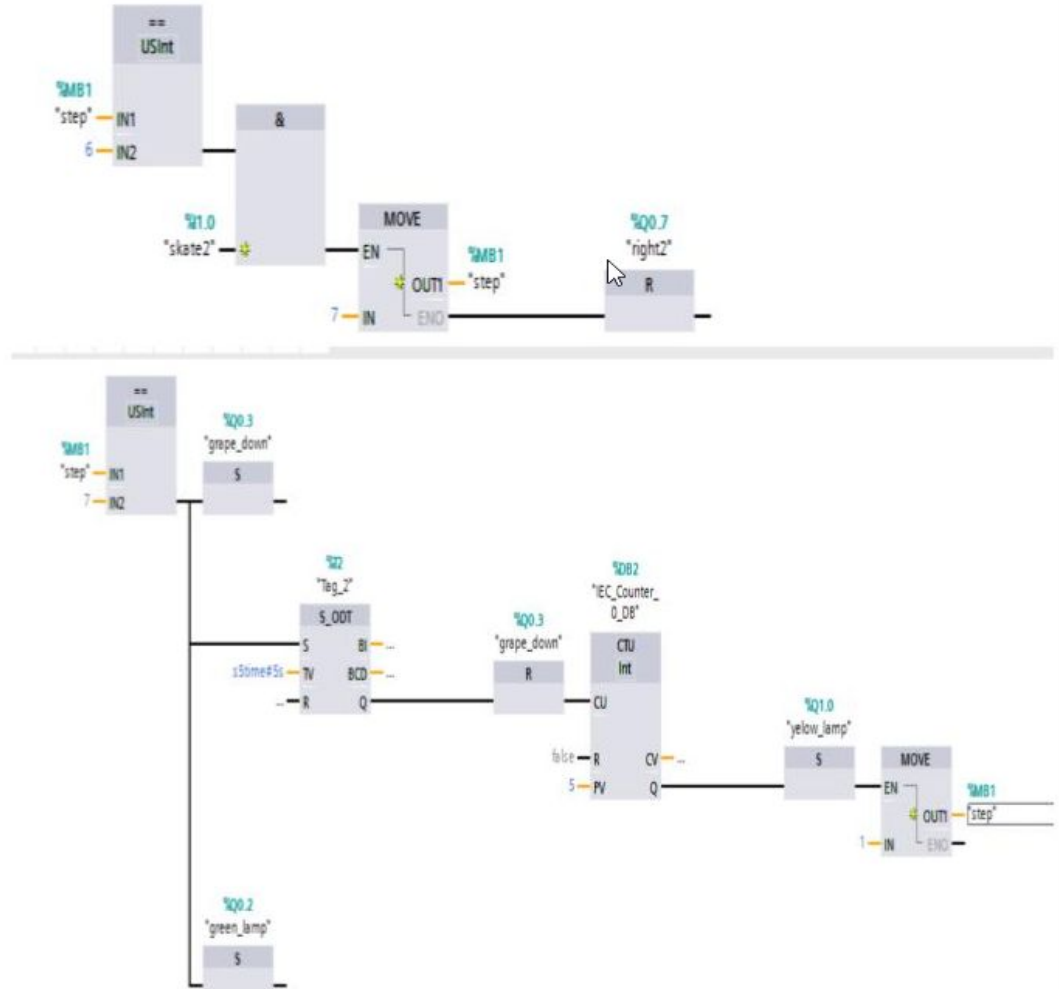 ==
USInt
%MB1
"step"
IN1
6
IN2
&
%I1.0
"skate2"
MOVE
EN
%MB1
OUT1
"step"
7
IN
ENO
%Q0.7
"right2"
R
==
USInt
%MB1
"step"
IN1
7
IN2
%Q0.3
"grape_down"
S
"Tag_2"
S_ODT
S
BI
...
s5time#5s
TV
BCD
...
...
R
Q
%Q0.3
"grape_down"
R
%DB2
"IEC_Counter_
0_DB"
CTU
Int
CU
false
R
CV
...
5
PV
Q
%Q1.0
"yelow_lamp"
S
MOVE
EN
%MB1
OUT1
"step"
1
IN
ENO
%Q0.2
"green_lamp"
S